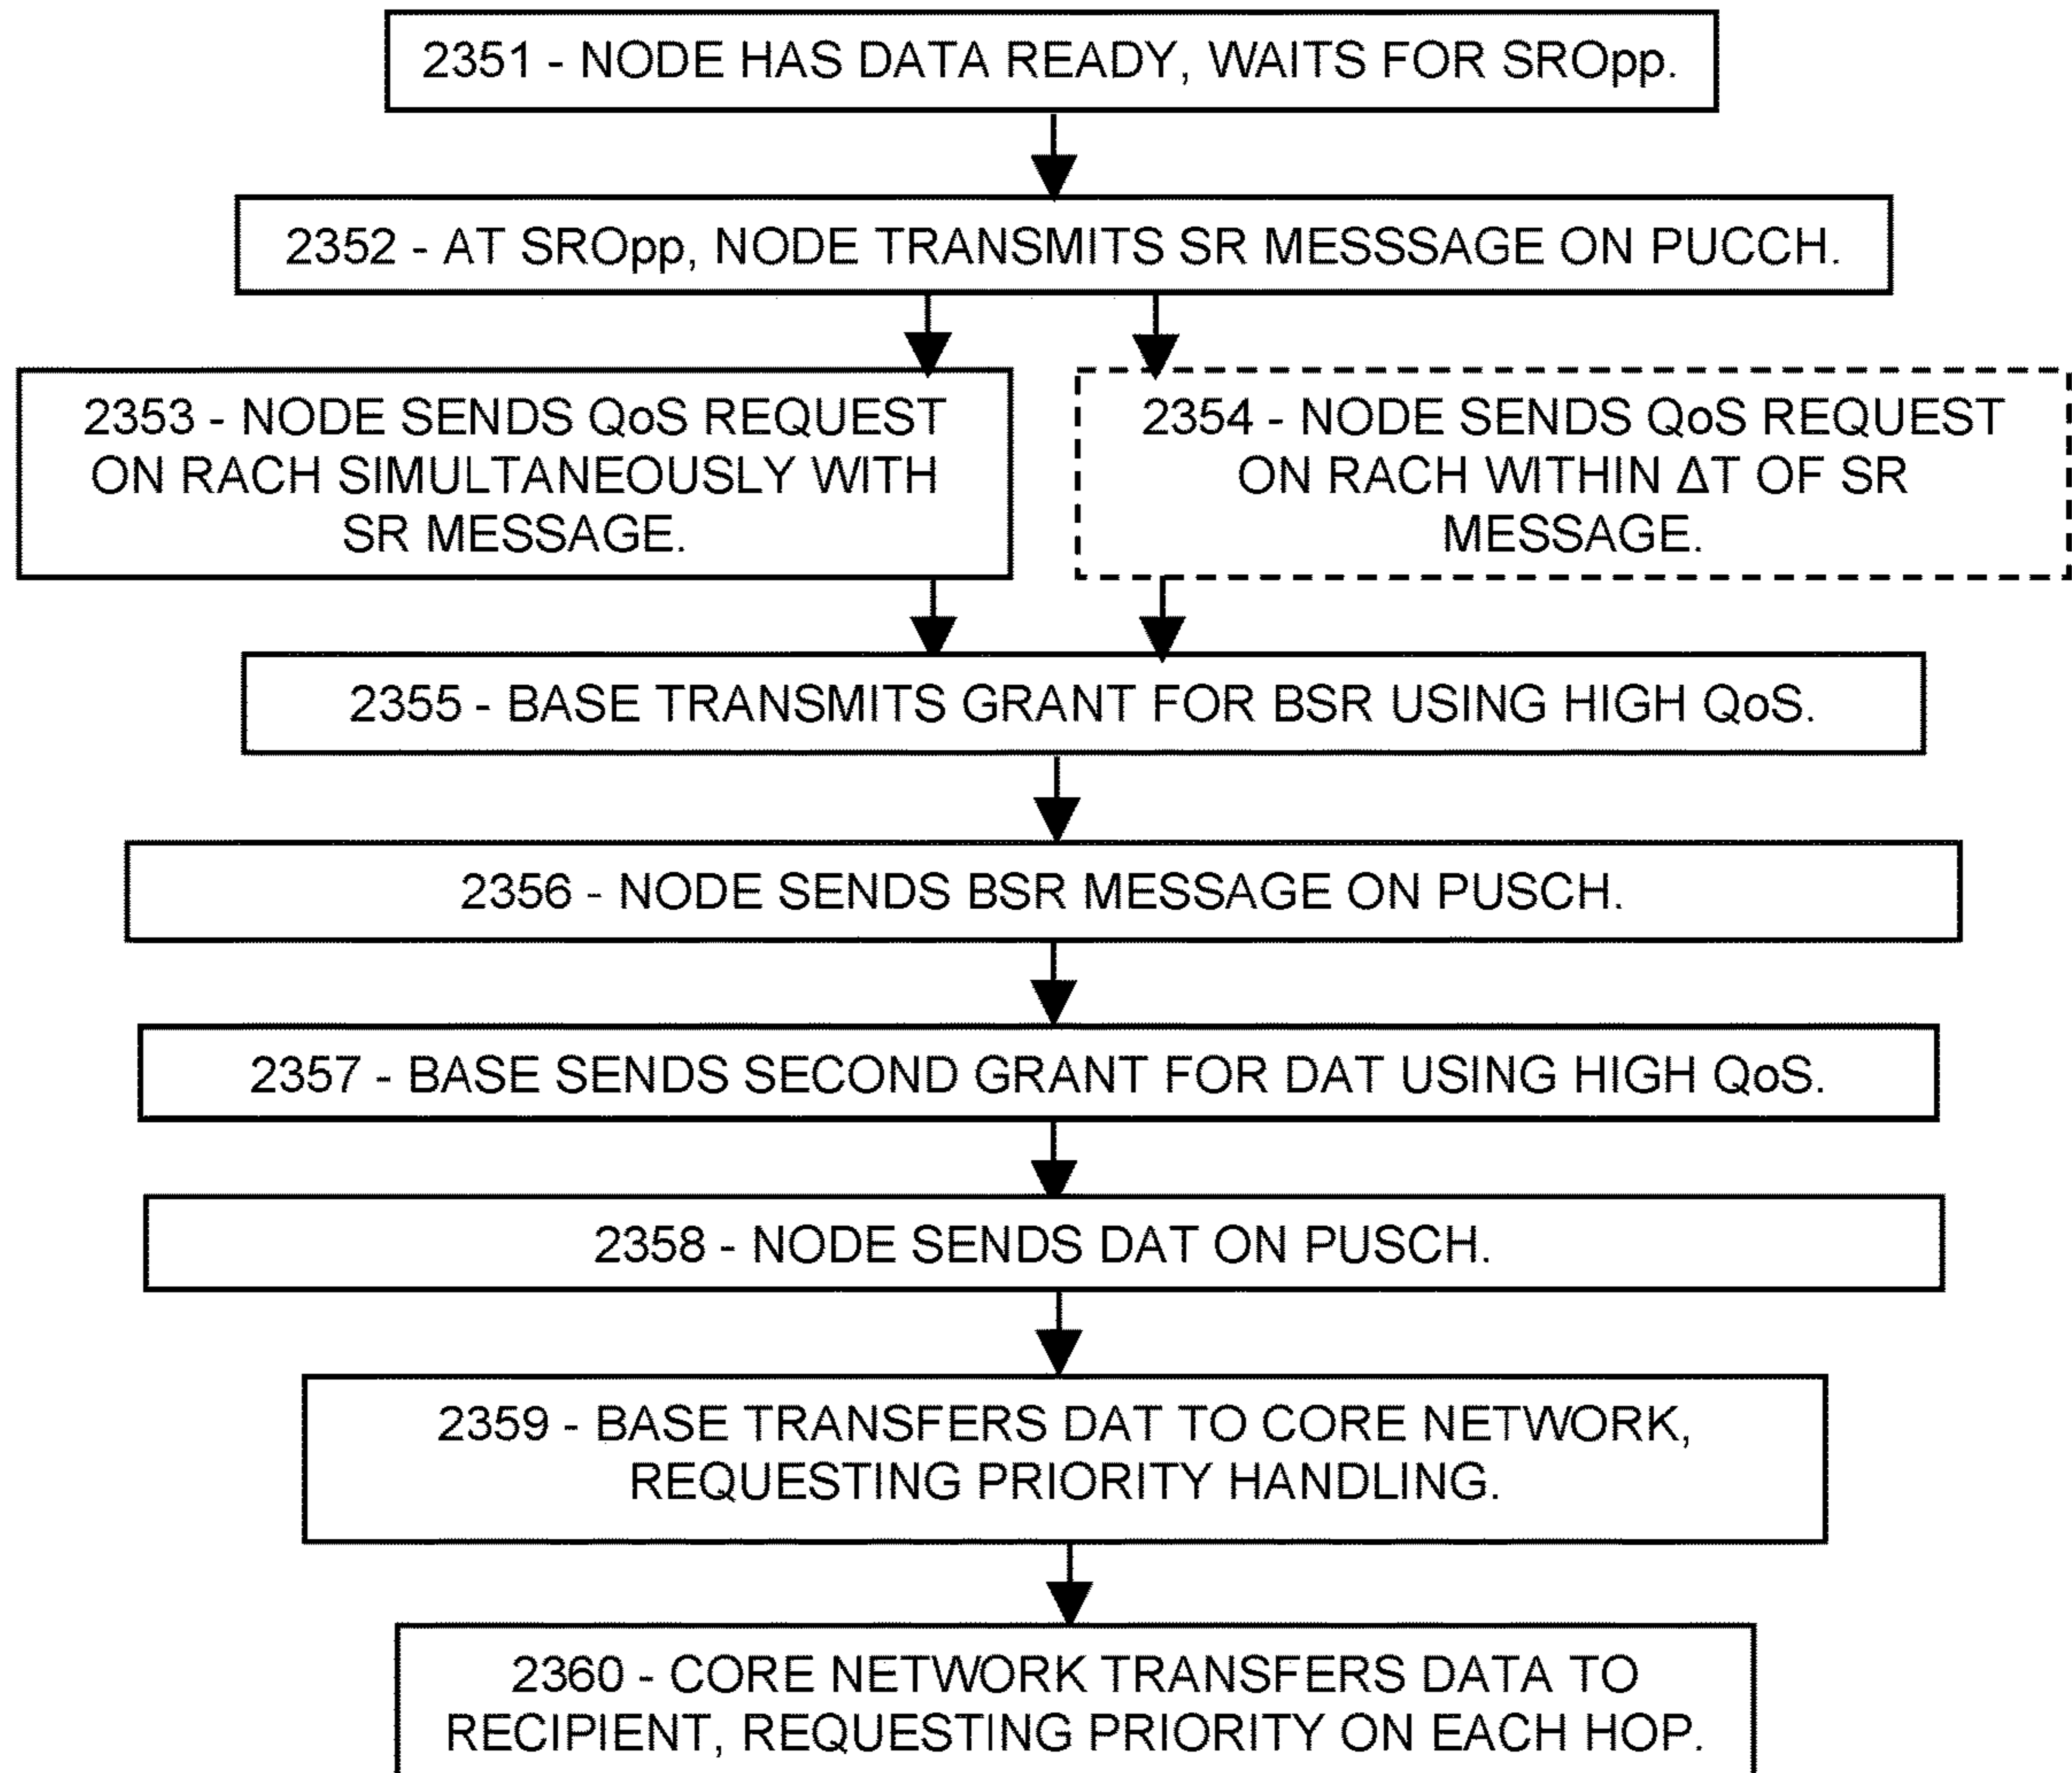 2351 - NODE HAS DATA READY, WAITS FOR SROpp.
2352 - AT SROpp, NODE TRANSMITS SR MESSSAGE ON PUCCH.
2353 - NODE SENDS QoS REQUEST
ON RACH SIMULTANEOUSLY WITH
SR MESSAGE.
2354 - NODE SENDS QoS REQUEST
ON RACH WITHIN ΔT OF SR
MESSAGE.
2355 - BASE TRANSMITS GRANT FOR BSR USING HIGH QoS.
2356 - NODE SENDS BSR MESSAGE ON PUSCH.
2357 - BASE SENDS SECOND GRANT FOR DAT USING HIGH QoS.
2358 - NODE SENDS DAT ON PUSCH.
2359 - BASE TRANSFERS DAT TO CORE NETWORK,
REQUESTING PRIORITY HANDLING.
2360 - CORE NETWORK TRANSFERS DATA TO
RECIPIENT, REQUESTING PRIORITY ON EACH HOP.